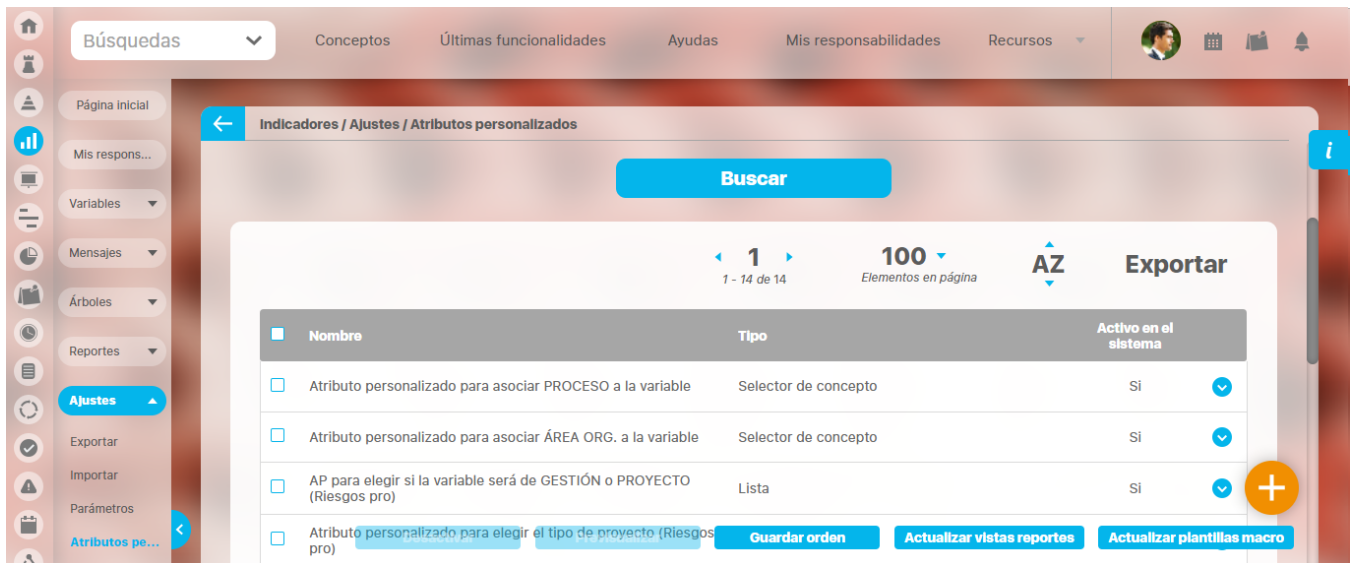 Búsquedas
Conceptos
Últimas funcionalidades
Ayudas
Mis responsabilidades
Recursos
Página inicial
Mis respons...
Variables
Mensajes
Árboles
Reportes
Ajustes
Exportar
Importar
Parámetros
Atributos pe...
Indicadores / Ajustes / Atributos personalizados
i
Buscar
1
1 - 14 de 14
100
Elementos en página
AZ
Exportar
Nombre Tipo Activo en el sistema
Atributo personalizado para asociar PROCESO a la variable Selector de concepto Si
Atributo personalizado para asociar ÁREA ORG. a la variable Selector de concepto Si
AP para elegir si la variable será de GESTIÓN o PROYECTO
(Riesgos pro) Lista Si
Atributo personalizado para elegir el tipo de proyecto (Riesgos
pro)
Guardar orden
Actualizar vistas reportes
Actualizar plantillas macro